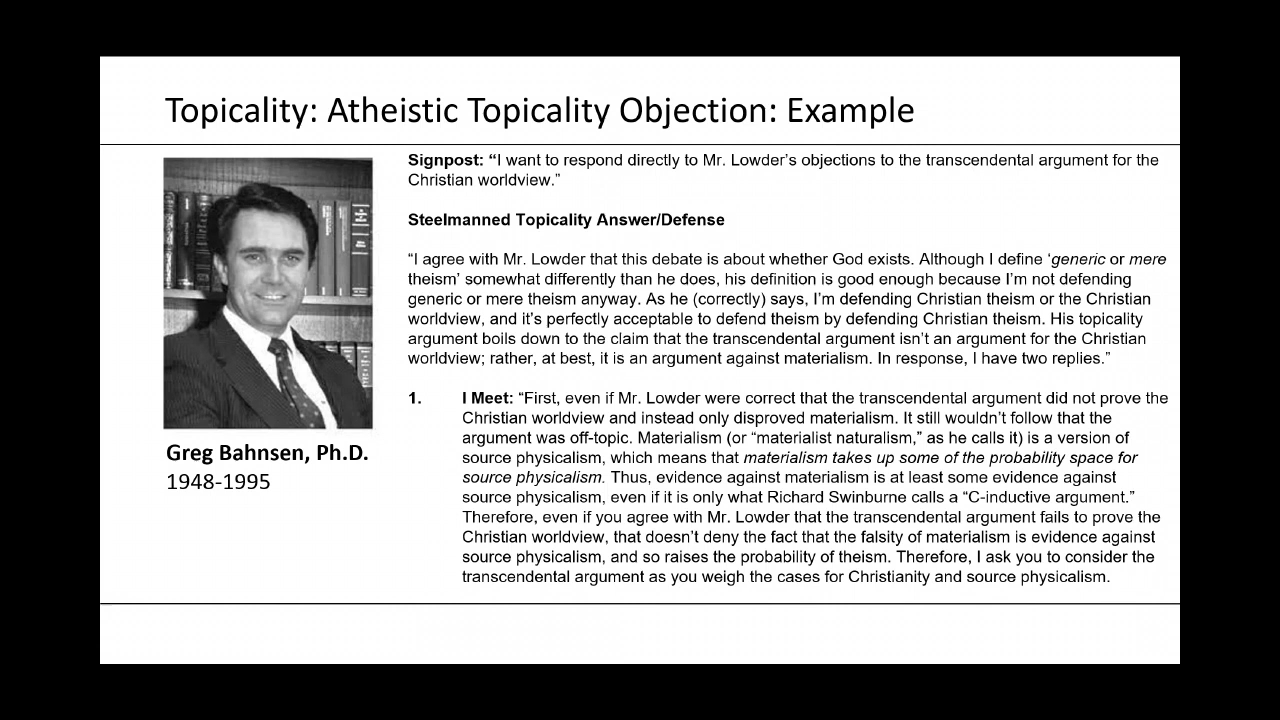 Topicality: Atheistic Topicality Objection: Example
Signpost: “I want to respond directly to Mr. Lowder’s objections to the transcendental argument for the
Christian worldview.”
Steelmanned Topicality Answer/Defense
“I agree with Mr. Lowder that this debate is about whether God exists. Although I define ‘generic or mere
theism’ somewhat differently than he does, his definition is good enough because I’m not defending
generic or mere theism anyway. As he (correctly) says, I’m defending Christian theism or the Christian
worldview, and it’s perfectly acceptable to defend theism by defending Christian theism. His topicality
argument boils down to the claim that the transcendental argument isn’t an argument for the Christian
worldview; rather, at best, it is an argument against materialism. In response, I have two replies.”
1. I Meet: “First, even if Mr. Lowder were correct that the transcendental argument did not prove the
Christian worldview and instead only disproved materialism. It still wouldn’t follow that the
argument was off-topic. Materialism (or “materialist naturalism,” as he calls it) is a version of
source physicalism, which means that materialism takes up some of the probability space for
source physicalism. Thus, evidence against materialism is at least some evidence against
source physicalism, even if it is only what Richard Swinburne calls a “C-inductive argument.”
Therefore, even if you agree with Mr. Lowder that the transcendental argument fails to prove the
Christian worldview, that doesn’t deny the fact that the falsity of materialism is evidence against
source physicalism, and so raises the probability of theism. Therefore, I ask you to consider the
transcendental argument as you weigh the cases for Christianity and source physicalism.
Greg Bahnsen, Ph.D.
1948-1995